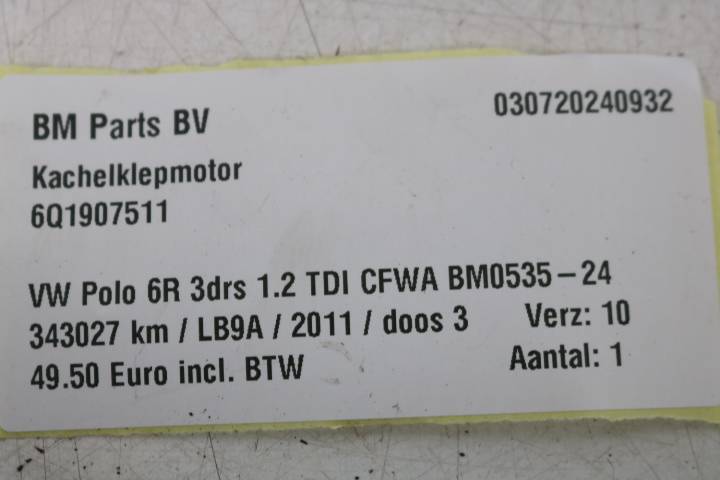 BM Parts BV 030720240932
Kachelklepmotor
6Q1907511
VW Polo 6R 3drs 1.2 TDI CFWA BM0535-24
343027 km / LB9A / 2011 / doos 3 Verz: 10
49.50 Euro incl. BTW Aantal: 1